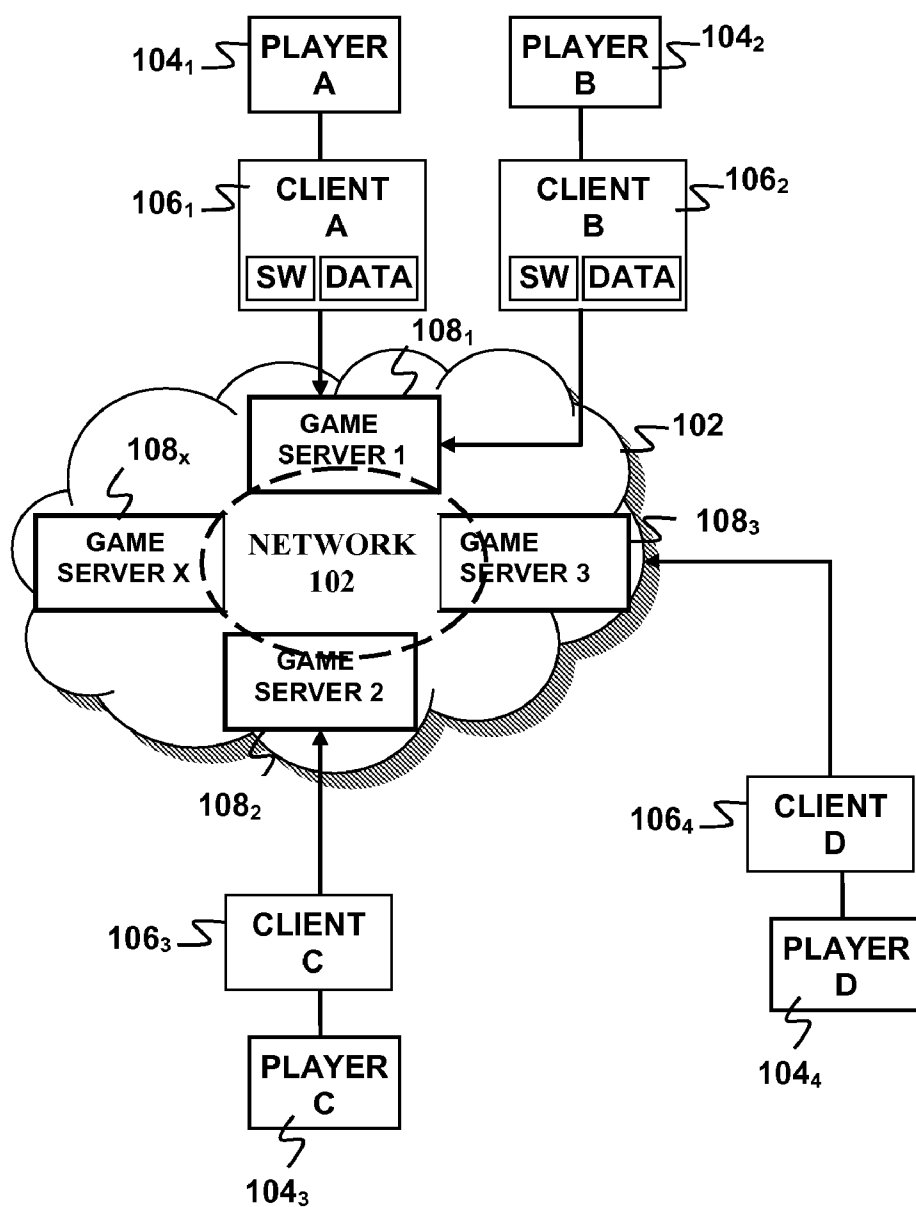 PLAYER
A
104₁
PLAYER
B
104₂
CLIENT
A
SW DATA
106₁
CLIENT
B
SW DATA
106₂
108₁
GAME
SERVER 1
102
108ₓ
GAME
SERVER X
NETWORK
102
GAME
SERVER 3
108₃
GAME
SERVER 2
108₂
CLIENT
D
106₄
CLIENT
C
106₃
PLAYER
D
104₄
PLAYER
C
104₃